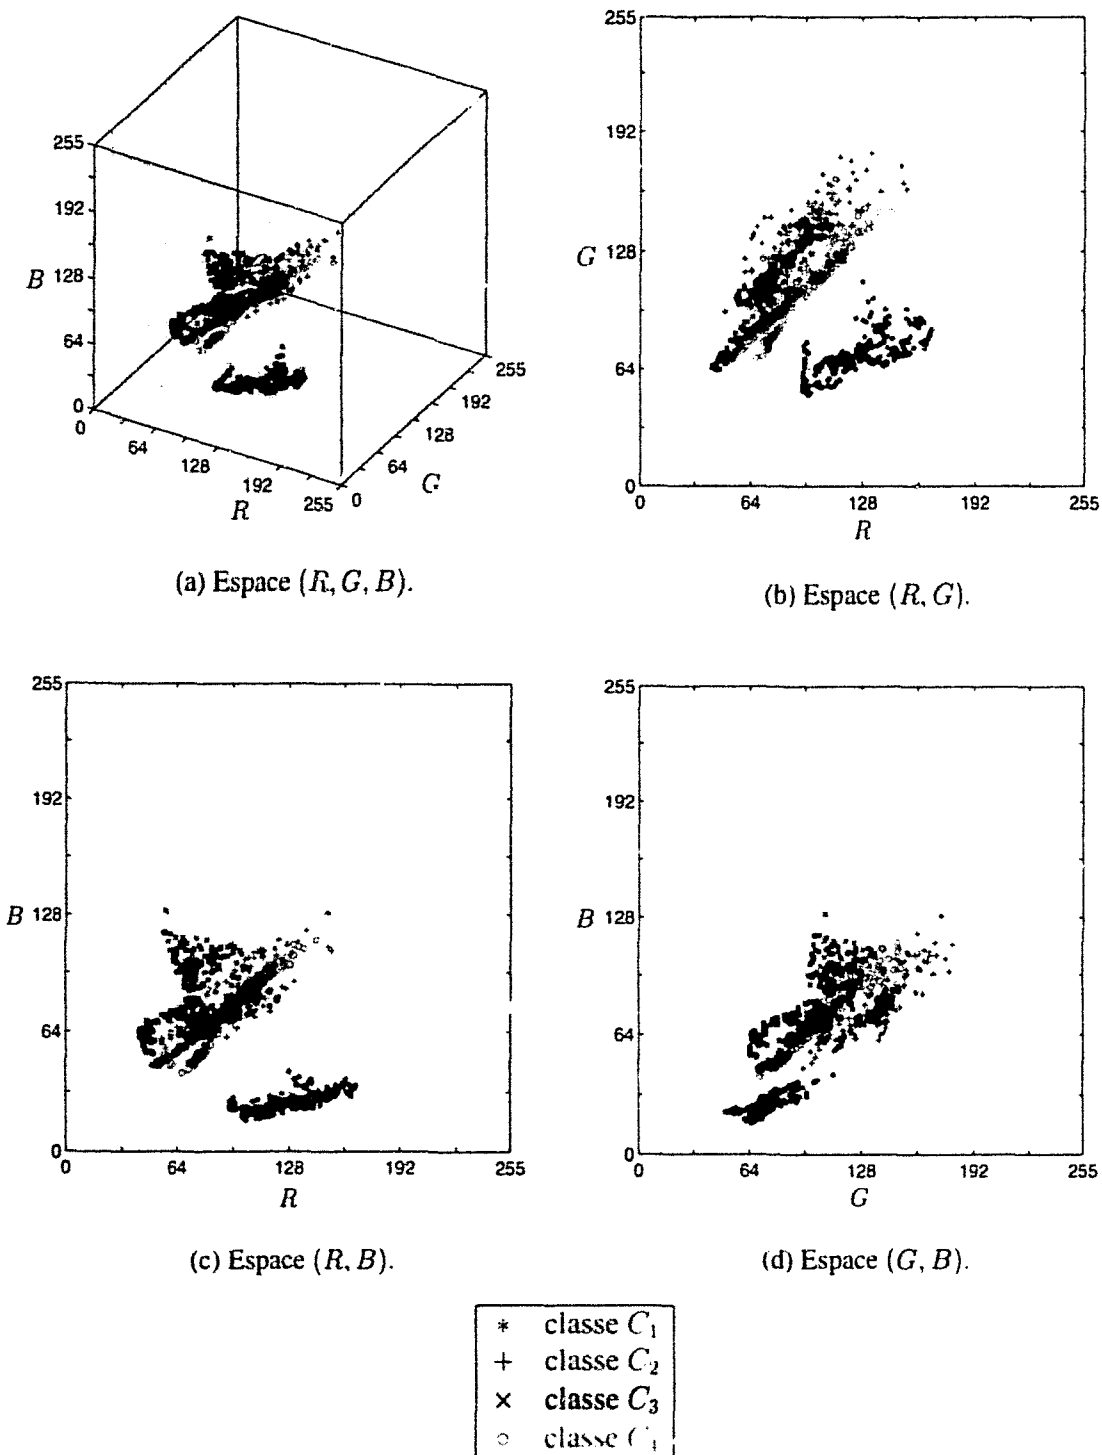 255
192
B
128
64
0
0
64
128
192
255
R
0
64
128
192
255
G
(a) Espace (R, G, B).
255
192
G
128
64
0
0
64
128
192
255
R
(b) Espace (R, G).
255
192
B
128
64
0
0
64
128
192
255
R
(c) Espace (R, B).
255
192
B
128
64
0
0
64
128
192
255
G
(d) Espace (G, B).
* classe C₁
+ classe C₂
× classe C₃
○ classe C₄